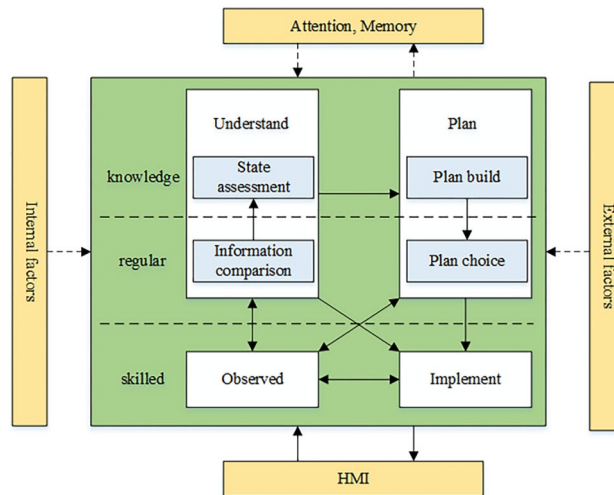 Attention, Memory
Internal factors
External factors
Understand
Plan
knowledge
State
assessment
Plan build
regular
Information
comparison
Plan choice
skilled
Observed
Implement
HMI